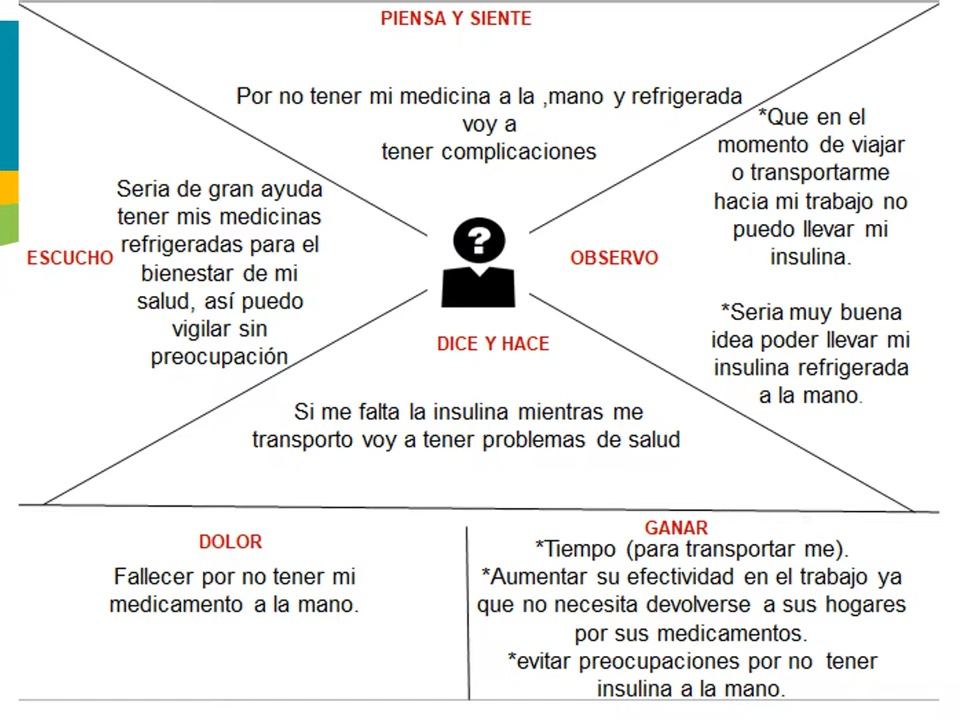 PIENSA Y SIENTE
Por no tener mi medicina a la ,mano y refrigerada
voy a
tener complicaciones
ESCUCHO
Seria de gran ayuda
tener mis medicinas
refrigeradas para el
bienestar de mi
salud, así puedo
vigilar sin
preocupación
?
OBSERVO
*Que en el
momento de viajar
o transportarme
hacia mi trabajo no
puedo llevar mi
insulina.
*Seria muy buena
idea poder llevar mi
insulina refrigerada
a la mano.
DICE Y HACE
Si me falta la insulina mientras me
transporto voy a tener problemas de salud
DOLOR
Fallecer por no tener mi
medicamento a la mano.
GANAR
*Tiempo (para transportar me).
*Aumentar su efectividad en el trabajo ya
que no necesita devolverse a sus hogares
por sus medicamentos.
*evitar preocupaciones por no tener
insulina a la mano.